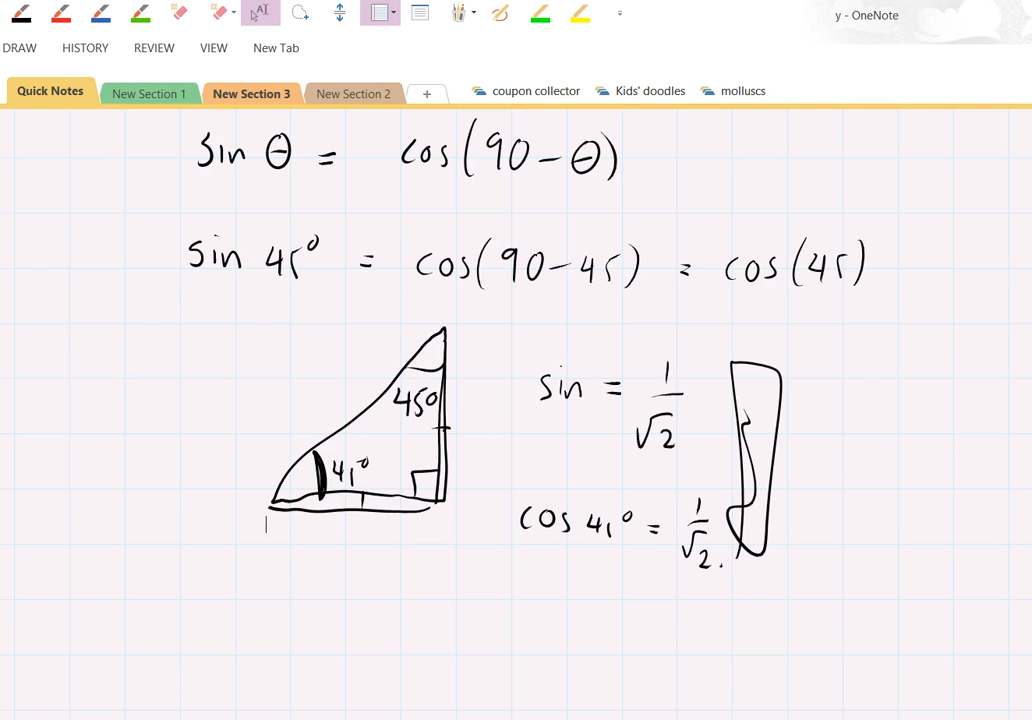 y - OneNote
DRAW HISTORY REVIEW VIEW New Tab
Quick Notes New Section 1 New Section 3 New Section 2 + coupon collector Kids' doodles molluscs
sin θ = cos(90 - θ)
sin 45° = cos(90 - 45) = cos(45)
45°
sin = 1/√2
45°
cos 45° = 1/√2.